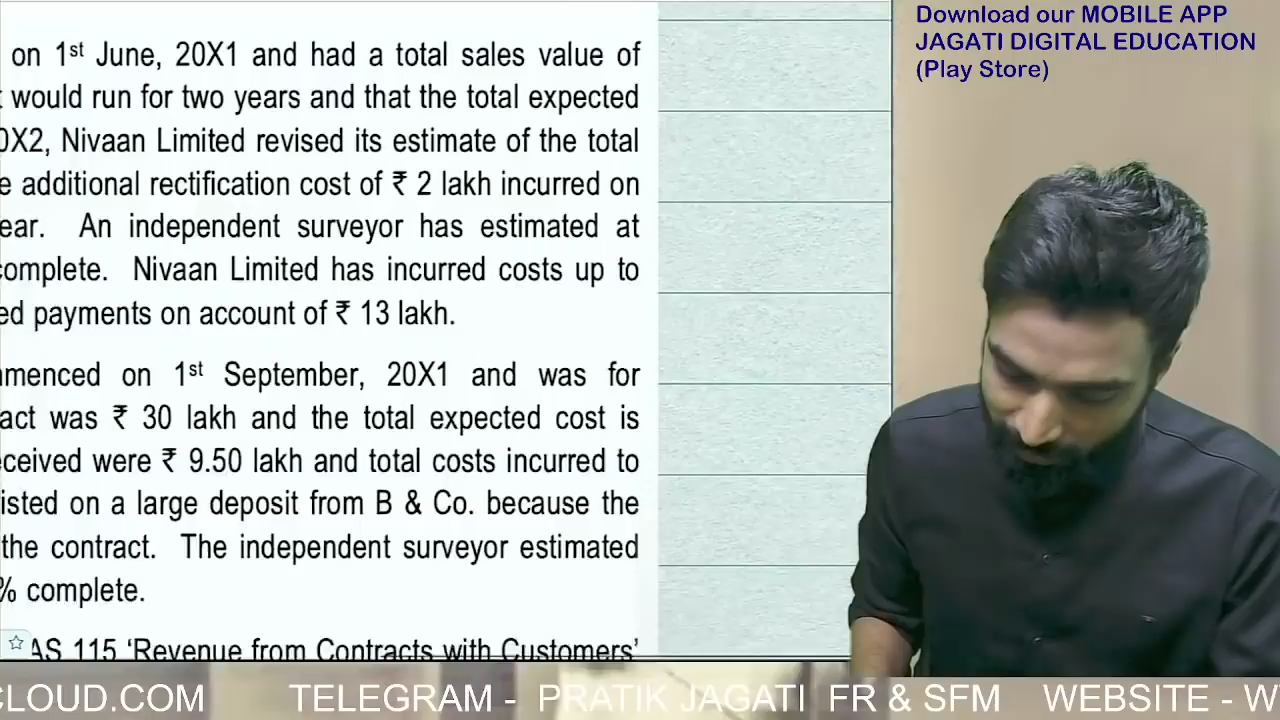 on 1st June, 20X1 and had a total sales value of
would run for two years and that the total expected
0X2, Nivaan Limited revised its estimate of the total
e additional rectification cost of ₹ 2 lakh incurred on
ear. An independent surveyor has estimated at
complete. Nivaan Limited has incurred costs up to
ed payments on account of ₹ 13 lakh.
mmenced on 1st September, 20X1 and was for
act was ₹ 30 lakh and the total expected cost is
eceived were ₹ 9.50 lakh and total costs incurred to
isted on a large deposit from B & Co. because the
the contract. The independent surveyor estimated
% complete.
AS 115 ‘Revenue from Contracts with Customers’
Download our MOBILE APP
JAGATI DIGITAL EDUCATION
(Play Store)
CLOUD.COM TELEGRAM - PRATIK JAGATI FR & SFM WEBSITE - W